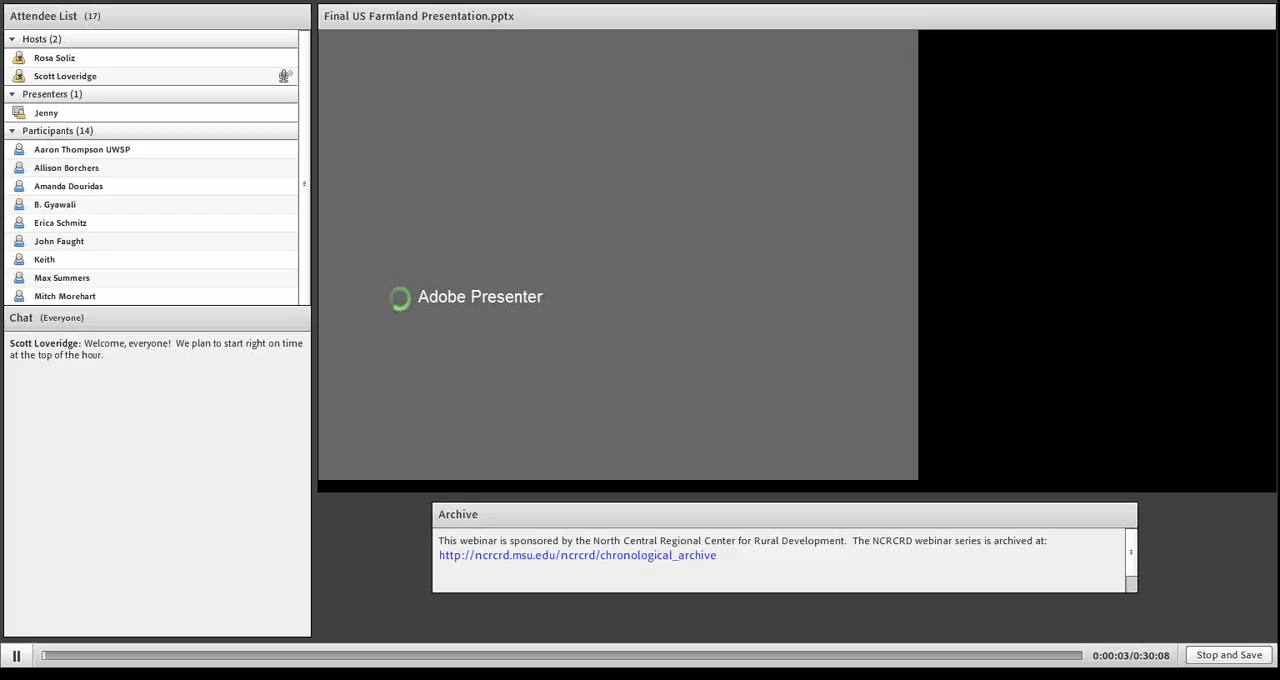 Attendee List (17)
Hosts (2)
Rosa Soliz
Scott Loveridge
Presenters (1)
Jenny
Participants (14)
Aaron Thompson UWSP
Allison Borchers
Amanda Douridas
B. Gyawali
Erica Schmitz
John Faught
Keith
Max Summers
Mitch Morehart
Chat (Everyone)
Scott Loveridge: Welcome, everyone! We plan to start right on time
at the top of the hour.
Final US Farmland Presentation.pptx
Adobe Presenter
Archive
This webinar is sponsored by the North Central Regional Center for Rural Development. The NCRCRD webinar series is archived at:
http://ncrcrd.msu.edu/ncrcrd/chronological_archive
0:00:03/0:30:08
Stop and Save